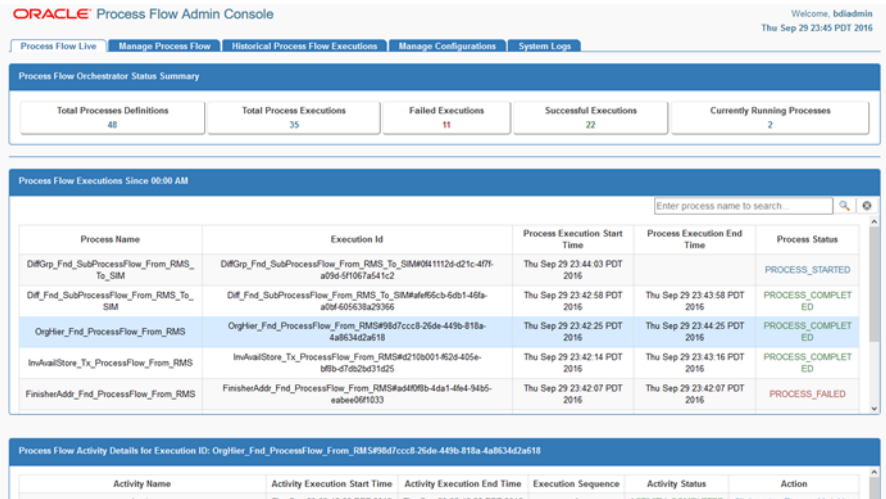 ORACLE Process Flow Admin Console
Welcome, bdiadmin
Thu Sep 29 23:45 PDT 2016
Process Flow Live Manage Process Flow Historical Process Flow Executions Manage Configurations System Logs
Process Flow Orchestrator Status Summary
Total Processes Definitions Total Process Executions Failed Executions Successful Executions Currently Running Processes
48 35 11 22 2
Process Flow Executions Since 00:00 AM
Enter process name to search...
Process Name Execution Id Process Execution Start Time Process Execution End Time Process Status
DiffGrp_Fnd_SubProcessFlow_From_RMS_
To_SIM
DiffGrp_Fnd_SubProcessFlow_From_RMS_To_SIM#0f41112d-d21c-4f7f-
a09d-5f1067a541c2
Thu Sep 29 23:44:03 PDT
2016
PROCESS_STARTED
Diff_Fnd_SubProcessFlow_From_RMS_To_
SIM
Diff_Fnd_SubProcessFlow_From_RMS_To_SIM#afef66cb-6db1-46fa-
a0bf-605638a29366
Thu Sep 29 23:42:58 PDT
2016
Thu Sep 29 23:43:58 PDT
2016
PROCESS_COMPLET
ED
OrgHier_Fnd_ProcessFlow_From_RMS
OrgHier_Fnd_ProcessFlow_From_RMS#98d7ccc8-26de-449b-818a-
4a8634d2a618
Thu Sep 29 23:42:25 PDT
2016
Thu Sep 29 23:44:25 PDT
2016
PROCESS_COMPLET
ED
InvAvailStore_Tx_ProcessFlow_From_RMS
InvAvailStore_Tx_ProcessFlow_From_RMS#d210b001-f62d-405e-
bf8b-d7db2bd31d25
Thu Sep 29 23:42:14 PDT
2016
Thu Sep 29 23:43:16 PDT
2016
PROCESS_COMPLET
ED
FinisherAddr_Fnd_ProcessFlow_From_RMS
FinisherAddr_Fnd_ProcessFlow_From_RMS#ad4f0f8b-4da1-4fe4-94b5-
eabee06f1033
Thu Sep 29 23:42:07 PDT
2016
Thu Sep 29 23:42:07 PDT
2016
PROCESS_FAILED
Process Flow Activity Details for Execution ID: OrgHier_Fnd_ProcessFlow_From_RMS#98d7ccc8-26de-449b-818a-4a8634d2a618
Activity Name Activity Execution Start Time Activity Execution End Time Execution Sequence Activity Status Action